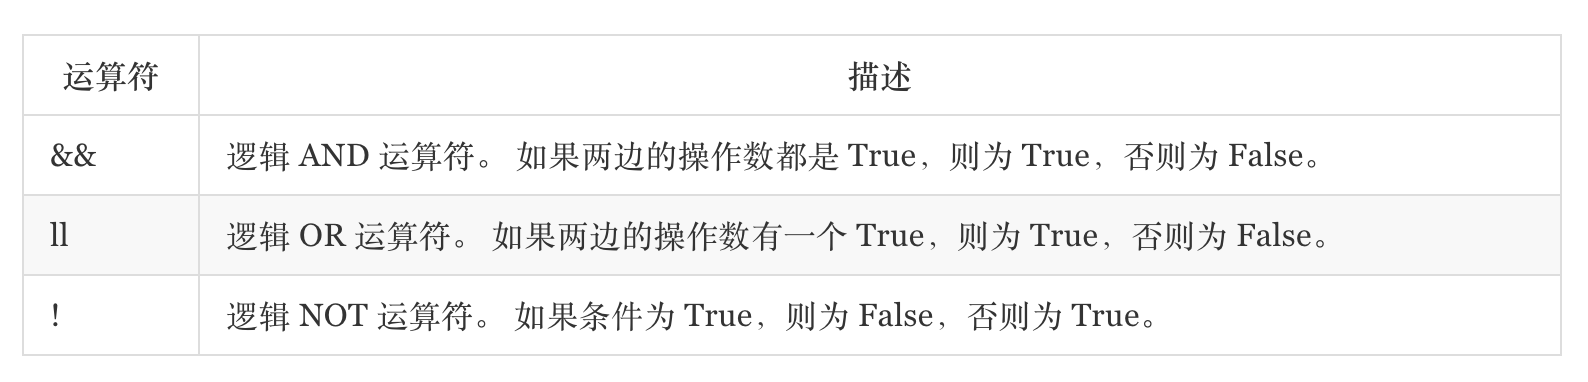 运算符 描述
&& 逻辑 AND 运算符。 如果两边的操作数都是 True，则为 True，否则为 False。
ll 逻辑 OR 运算符。 如果两边的操作数有一个 True，则为 True，否则为 False。
! 逻辑 NOT 运算符。 如果条件为 True，则为 False，否则为 True。